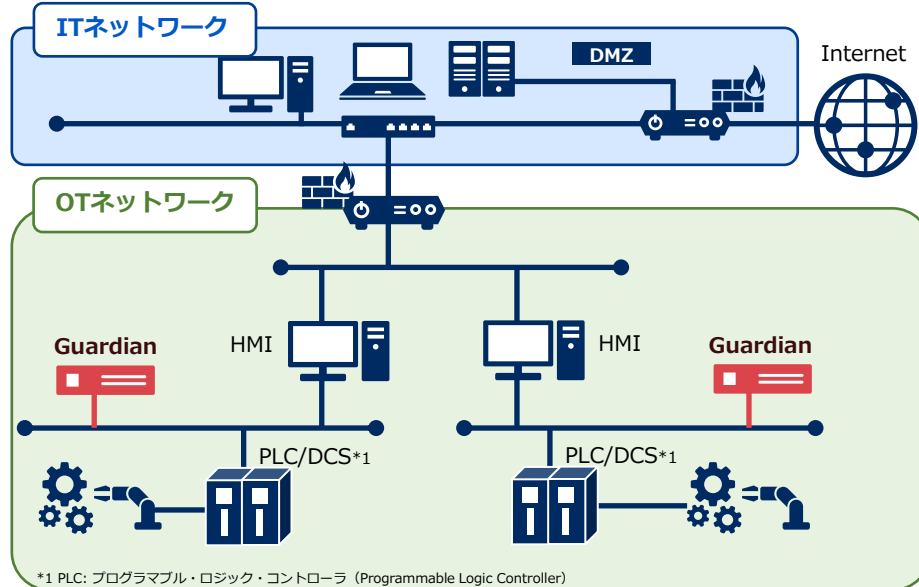 ITネットワーク
DMZ
Internet
OTネットワーク
HMI
HMI
Guardian
Guardian
PLC/DCS*1
PLC/DCS*1
*1 PLC: プログラマブル・ロジック・コントローラ（Programmable Logic Controller）